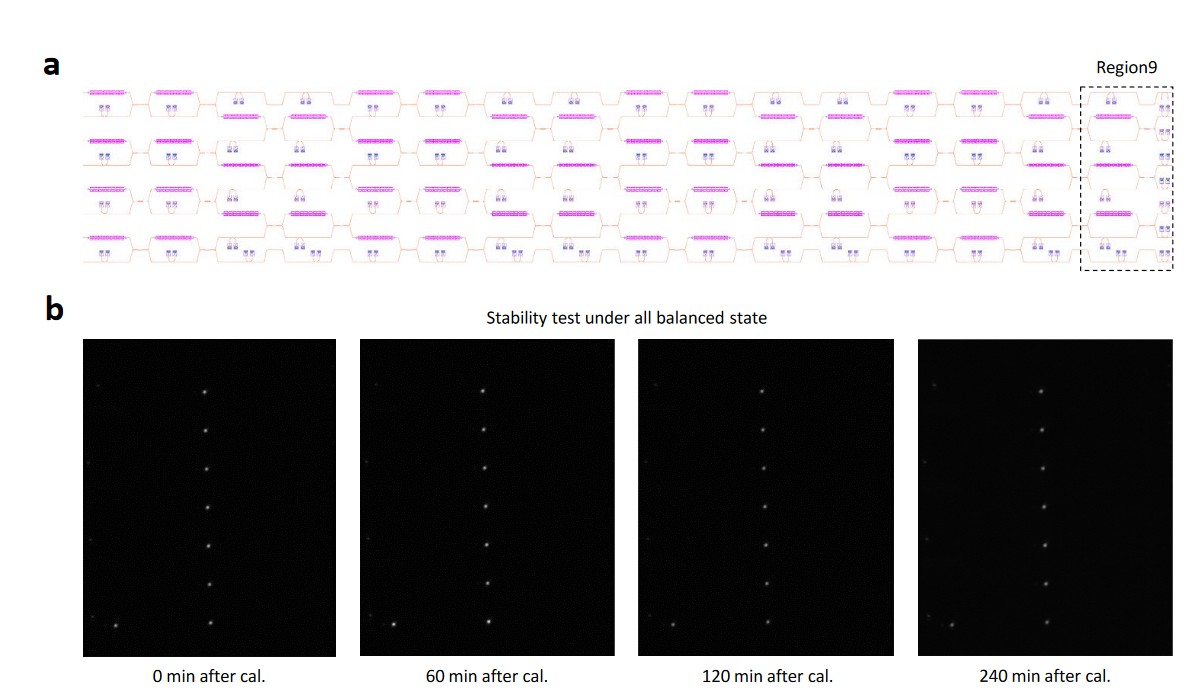 a
Region9
b
Stability test under all balanced state
0 min after cal.
60 min after cal.
120 min after cal.
240 min after cal.